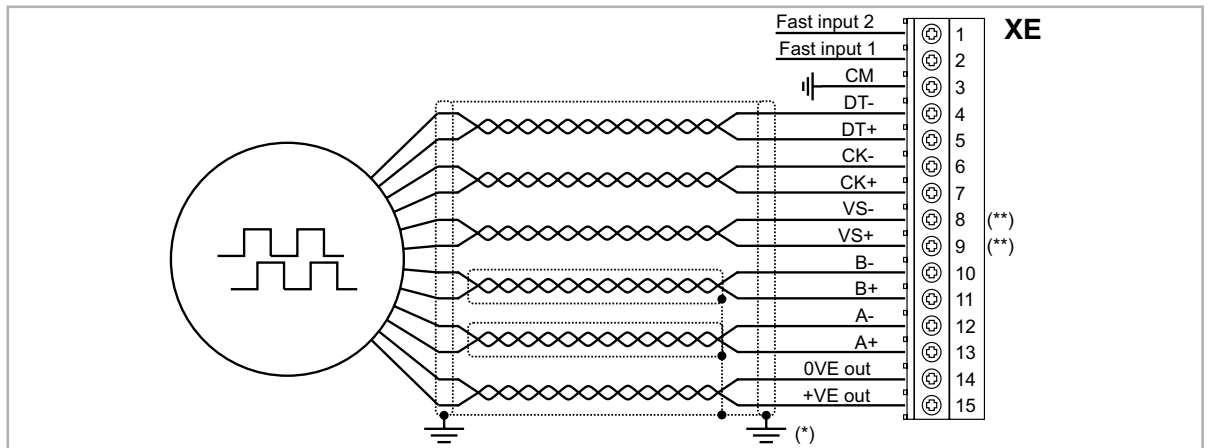 Fast input 2 1 XE
Fast input 1 2
CM 3
DT- 4
DT+ 5
CK- 6
CK+ 7
VS- 8 (**)
VS+ 9 (**)
B- 10
B+ 11
A- 12
A+ 13
0VE out 14
+VE out 15
(*)